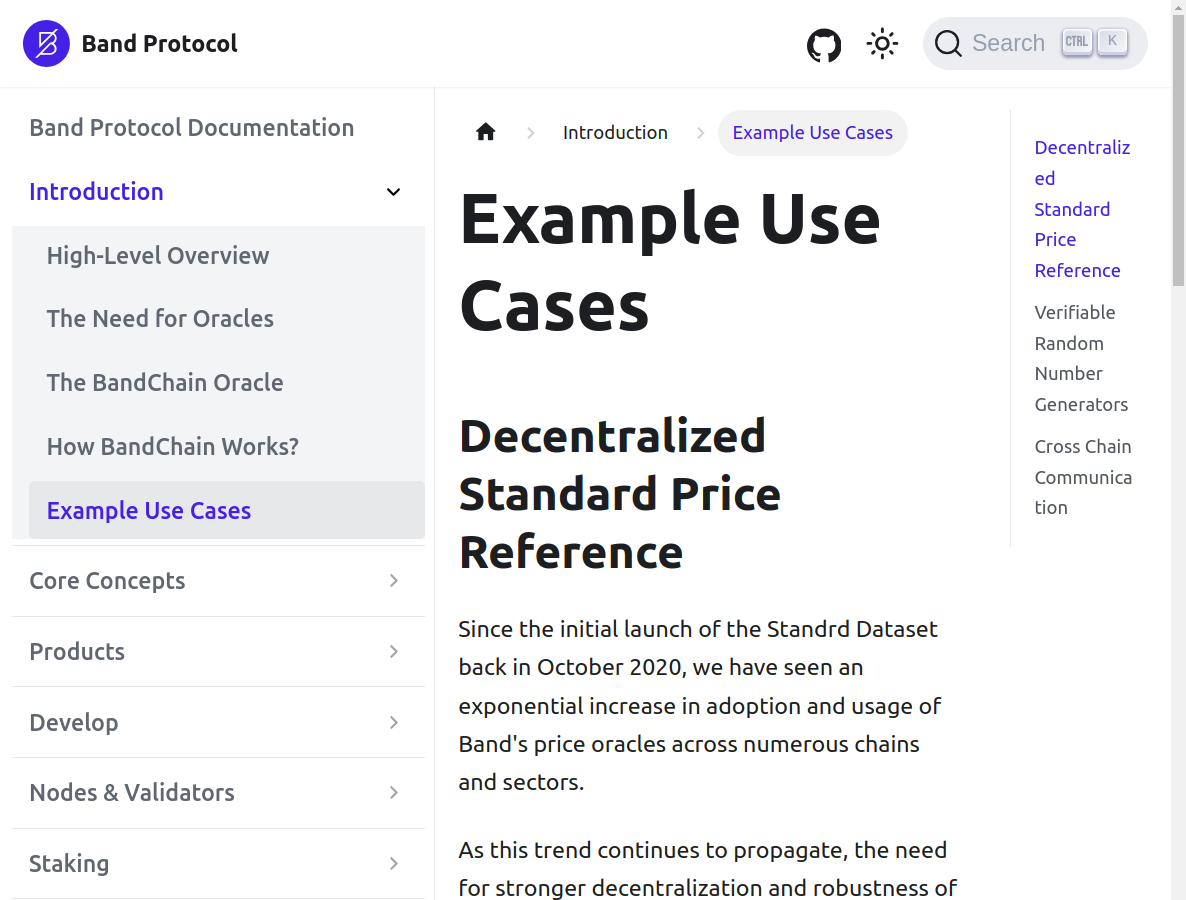 Band Protocol
Search
CTRL
K
Band Protocol Documentation
Introduction
High-Level Overview
The Need for Oracles
The BandChain Oracle
How BandChain Works?
Example Use Cases
Core Concepts
Products
Develop
Nodes & Validators
Staking
Introduction
Example Use Cases
Example Use
Cases
Decentralized
Standard Price
Reference
Since the initial launch of the Standrd Dataset
back in October 2020, we have seen an
exponential increase in adoption and usage of
Band's price oracles across numerous chains
and sectors.
As this trend continues to propagate, the need
for stronger decentralization and robustness of
Decentraliz
ed
Standard
Price
Reference
Verifiable
Random
Number
Generators
Cross Chain
Communica
tion